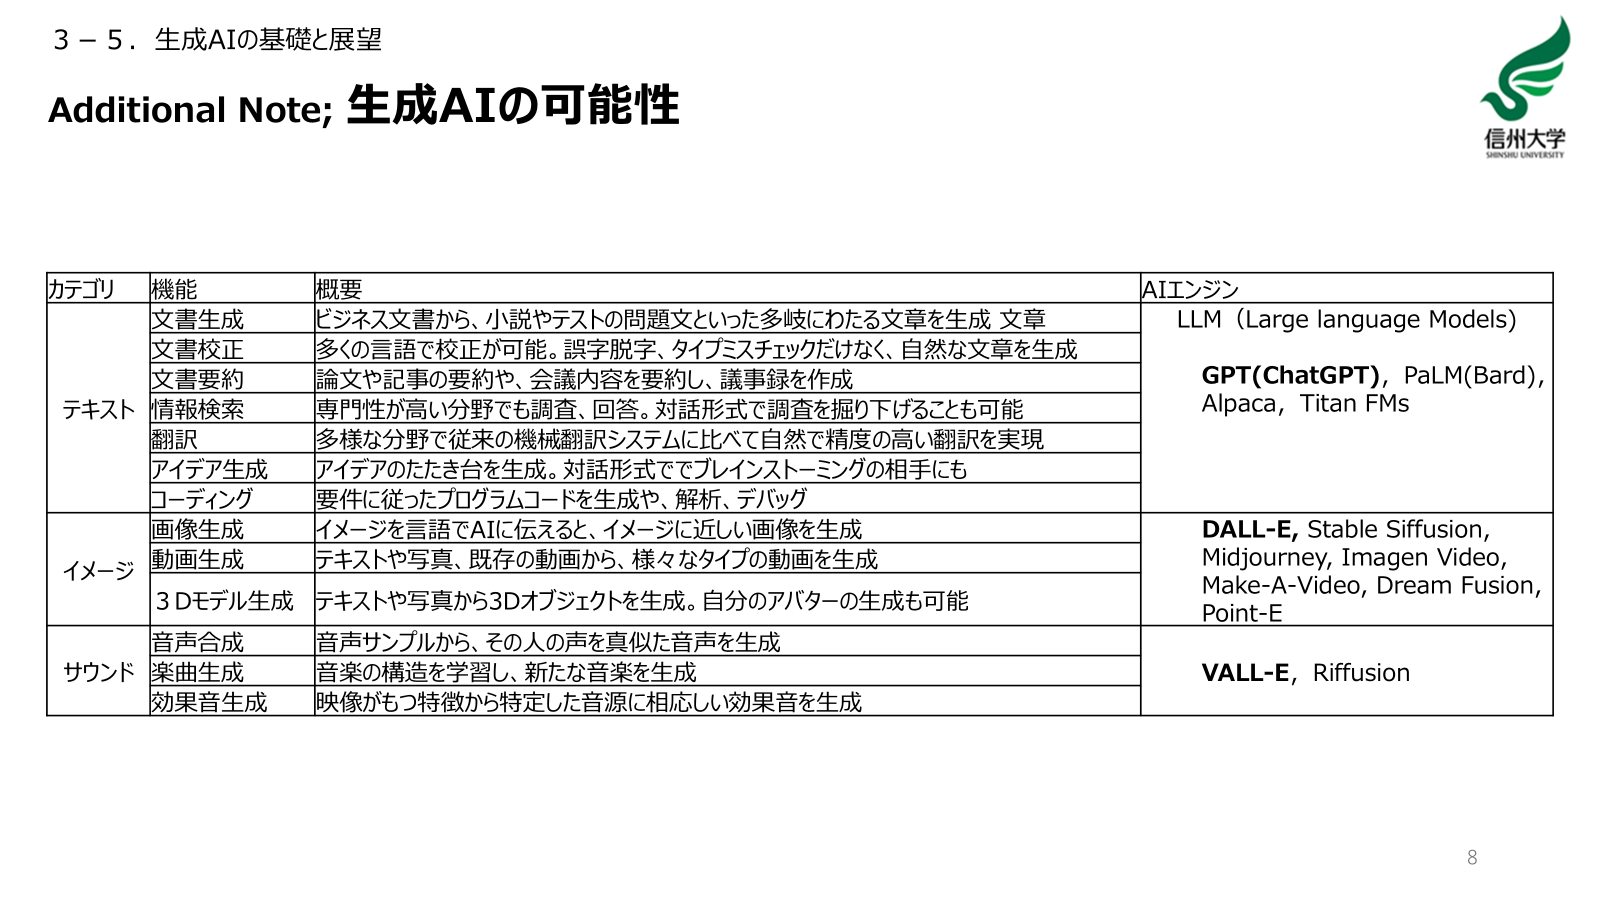 ３－５．生成AIの基礎と展望
Additional Note; 生成AIの可能性
信州大学
SHINSHU UNIVERSITY
カテゴリ 機能 概要 AIエンジン
テキスト
文書生成 ビジネス文書から、小説やテストの問題文といった多岐にわたる文章を生成 文章
文書校正 多くの言語で校正が可能。誤字脱字、タイプミスチェックだけなく、自然な文章を生成
文書要約 論文や記事の要約や、会議内容を要約し、議事録を作成
情報検索 専門性が高い分野でも調査、回答。対話形式で調査を掘り下げることも可能
翻訳 多様な分野で従来の機械翻訳システムに比べて自然で精度の高い翻訳を実現
アイデア生成 アイデアのたたき台を生成。対話形式ででブレインストーミングの相手にも
コーディング 要件に従ったプログラムコードを生成や、解析、デバッグ
LLM（Large language Models)
GPT(ChatGPT)，PaLM(Bard),
Alpaca，Titan FMs
イメージ
画像生成 イメージを言語でAIに伝えると、イメージに近しい画像を生成
動画生成 テキストや写真、既存の動画から、様々なタイプの動画を生成
３Dモデル生成 テキストや写真から3Dオブジェクトを生成。自分のアバターの生成も可能
DALL-E, Stable Siffusion,
Midjourney, Imagen Video,
Make-A-Video, Dream Fusion,
Point-E
サウンド
音声合成 音声サンプルから、その人の声を真似た音声を生成
楽曲生成 音楽の構造を学習し、新たな音楽を生成
効果音生成 映像がもつ特徴から特定した音源に相応しい効果音を生成
VALL-E，Riffusion
8